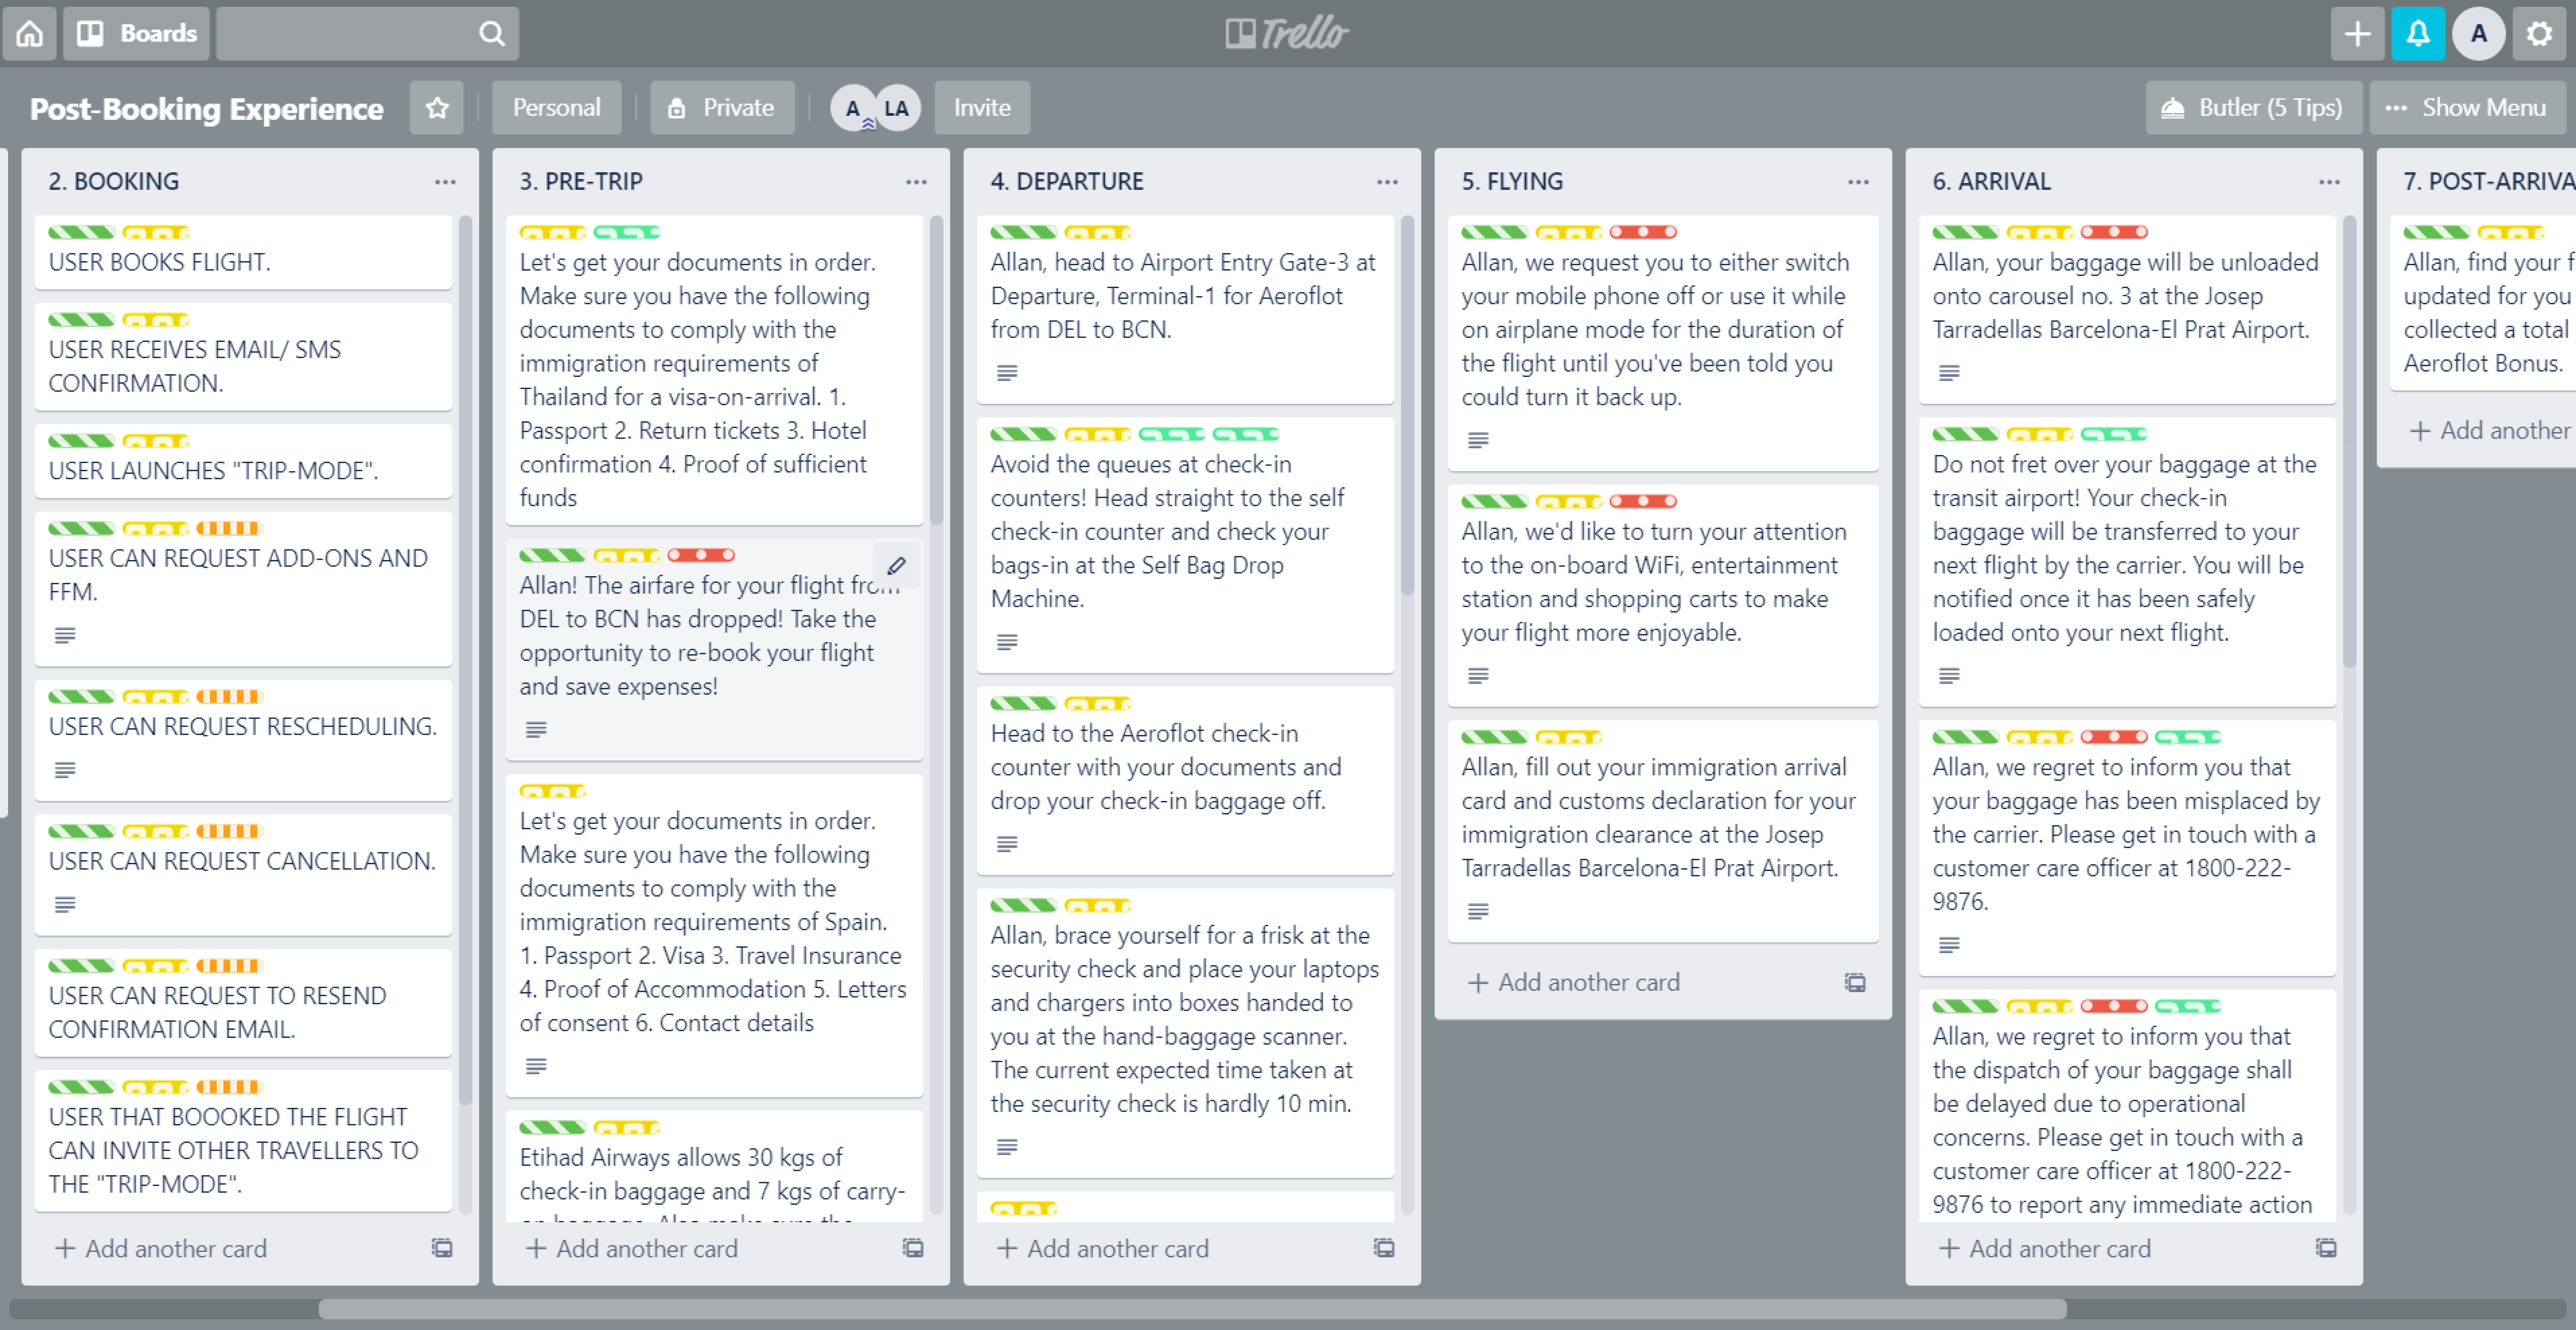 Boards
Trello
A
Post-Booking Experience
Personal
Private
A
LA
Invite
Butler (5 Tips)
Show Menu
2. BOOKING
USER BOOKS FLIGHT.
USER RECEIVES EMAIL/ SMS
CONFIRMATION.
USER LAUNCHES "TRIP-MODE".
USER CAN REQUEST ADD-ONS AND
FFM.
USER CAN REQUEST RESCHEDULING.
USER CAN REQUEST CANCELLATION.
USER CAN REQUEST TO RESEND
CONFIRMATION EMAIL.
USER THAT BOOOKED THE FLIGHT
CAN INVITE OTHER TRAVELLERS TO
THE "TRIP-MODE".
+ Add another card
3. PRE-TRIP
Let's get your documents in order.
Make sure you have the following
documents to comply with the
immigration requirements of
Thailand for a visa-on-arrival. 1.
Passport 2. Return tickets 3. Hotel
confirmation 4. Proof of sufficient
funds
Allan! The airfare for your flight from
DEL to BCN has dropped! Take the
opportunity to re-book your flight
and save expenses!
Let's get your documents in order.
Make sure you have the following
documents to comply with the
immigration requirements of Spain.
1. Passport 2. Visa 3. Travel Insurance
4. Proof of Accommodation 5. Letters
of consent 6. Contact details
Etihad Airways allows 30 kgs of
check-in baggage and 7 kgs of carry-
on baggage. Also make sure the
+ Add another card
4. DEPARTURE
Allan, head to Airport Entry Gate-3 at
Departure, Terminal-1 for Aeroflot
from DEL to BCN.
Avoid the queues at check-in
counters! Head straight to the self
check-in counter and check your
bags-in at the Self Bag Drop
Machine.
Head to the Aeroflot check-in
counter with your documents and
drop your check-in baggage off.
Allan, brace yourself for a frisk at the
security check and place your laptops
and chargers into boxes handed to
you at the hand-baggage scanner.
The current expected time taken at
the security check is hardly 10 min.
+ Add another card
5. FLYING
Allan, we request you to either switch
your mobile phone off or use it while
on airplane mode for the duration of
the flight until you've been told you
could turn it back up.
Allan, we'd like to turn your attention
to the on-board WiFi, entertainment
station and shopping carts to make
your flight more enjoyable.
Allan, fill out your immigration arrival
card and customs declaration for your
immigration clearance at the Josep
Tarradellas Barcelona-El Prat Airport.
+ Add another card
6. ARRIVAL
Allan, your baggage will be unloaded
onto carousel no. 3 at the Josep
Tarradellas Barcelona-El Prat Airport.
Do not fret over your baggage at the
transit airport! Your check-in
baggage will be transferred to your
next flight by the carrier. You will be
notified once it has been safely
loaded onto your next flight.
Allan, we regret to inform you that
your baggage has been misplaced by
the carrier. Please get in touch with a
customer care officer at 1800-222-
9876.
Allan, we regret to inform you that
the dispatch of your baggage shall
be delayed due to operational
concerns. Please get in touch with a
customer care officer at 1800-222-
9876 to report any immediate action
+ Add another card
7. POST-ARRIVA
Allan, find your f
updated for you
collected a total
Aeroflot Bonus.
+ Add another